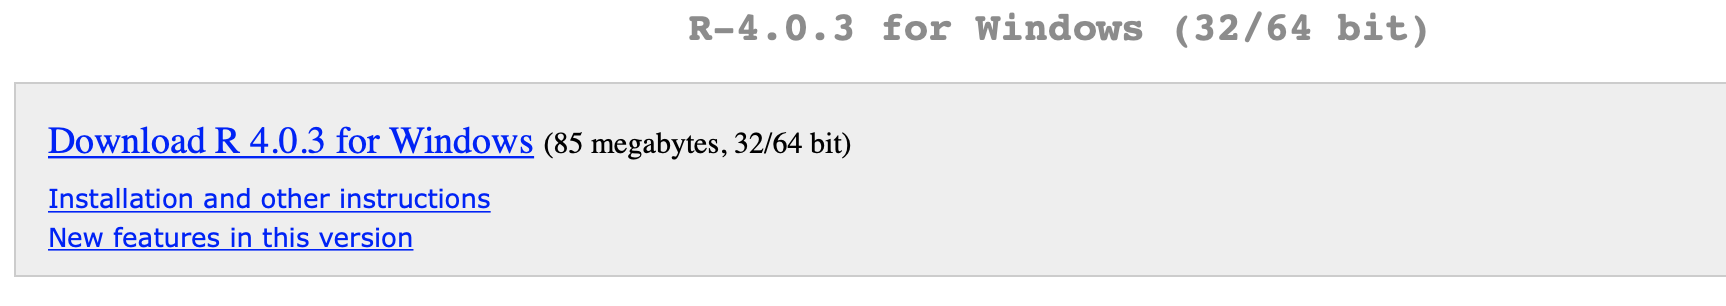 R-4.0.3 for Windows (32/64 bit)
Download R 4.0.3 for Windows (85 megabytes, 32/64 bit)
Installation and other instructions
New features in this version